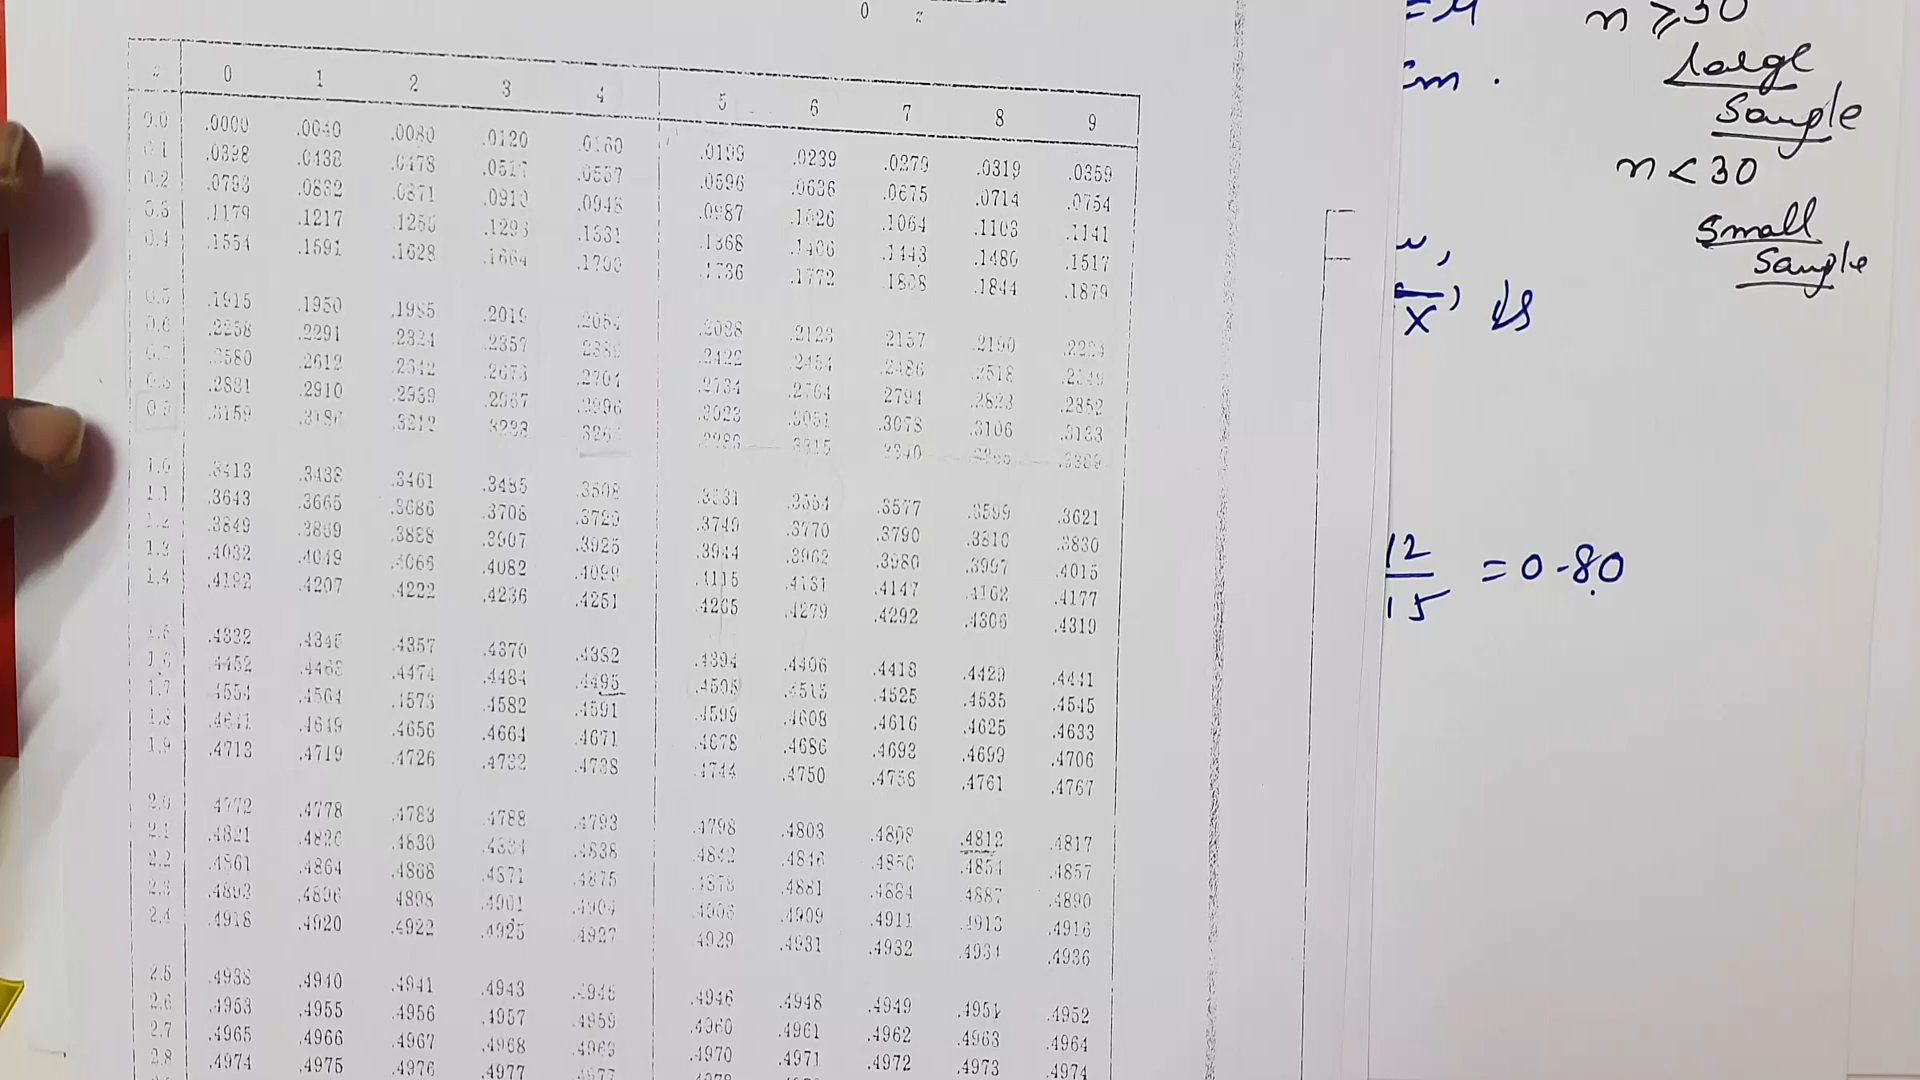 0 z
z 0 1 2 3 4 5 6 7 8 9
0.0 .0000 .0040 .0080 .0120 .0160 .0199 .0239 .0279 .0319 .0359
0.1 .0398 .0438 .0478 .0517 .0557 .0596 .0636 .0675 .0714 .0754
0.2 .0793 .0832 .0871 .0910 .0948 .0987 .1026 .1064 .1103 .1141
0.3 .1179 .1217 .1255 .1293 .1331 .1368 .1406 .1443 .1480 .1517
0.4 .1554 .1591 .1628 .1664 .1700 .1736 .1772 .1808 .1844 .1879
0.5 .1915 .1950 .1985 .2019 .2054 .2088 .2123 .2157 .2190 .2224
0.6 .2258 .2291 .2324 .2357 .2389 .2422 .2454 .2486 .2518 .2549
0.7 .2580 .2612 .2642 .2673 .2704 .2734 .2764 .2794 .2823 .2852
0.8 .2881 .2910 .2939 .2967 .2996 .3023 .3051 .3078 .3106 .3133
0.9 .3159 .3186 .3212 .3238 .3264 .3289 .3315 .3340 .3365 .3389
1.0 .3413 .3438 .3461 .3485 .3508 .3531 .3554 .3577 .3599 .3621
1.1 .3643 .3665 .3686 .3708 .3729 .3749 .3770 .3790 .3810 .3830
1.2 .3849 .3869 .3888 .3907 .3925 .3944 .3962 .3980 .3997 .4015
1.3 .4032 .4049 .4066 .4082 .4099 .4115 .4131 .4147 .4162 .4177
1.4 .4192 .4207 .4222 .4236 .4251 .4265 .4279 .4292 .4306 .4319
1.5 .4332 .4345 .4357 .4370 .4382 .4394 .4406 .4418 .4429 .4441
1.6 .4452 .4463 .4474 .4484 .4495 .4505 .4515 .4525 .4535 .4545
1.7 .4554 .4564 .4573 .4582 .4591 .4599 .4608 .4616 .4625 .4633
1.8 .4641 .4649 .4656 .4664 .4671 .4678 .4686 .4693 .4699 .4706
1.9 .4713 .4719 .4726 .4732 .4738 .4744 .4750 .4756 .4761 .4767
2.0 .4772 .4778 .4783 .4788 .4793 .4798 .4803 .4808 .4812 .4817
2.1 .4821 .4826 .4830 .4834 .4838 .4842 .4846 .4850 .4854 .4857
2.2 .4861 .4864 .4868 .4871 .4875 .4878 .4881 .4884 .4887 .4890
2.3 .4893 .4896 .4898 .4901 .4904 .4906 .4909 .4911 .4913 .4916
2.4 .4918 .4920 .4922 .4925 .4927 .4929 .4931 .4932 .4934 .4936
2.5 .4938 .4940 .4941 .4943 .4945 .4946 .4948 .4949 .4951 .4952
2.6 .4953 .4955 .4956 .4957 .4959 .4960 .4961 .4962 .4963 .4964
2.7 .4965 .4966 .4967 .4968 .4969 .4970 .4971 .4972 .4973 .4974
2.8 .4974 .4975 .4976 .4977 .4977
= μ
cm .
n ≥ 30
Large
Sample
n < 30
Small
Sample
x̄) is
12/15 = 0.80